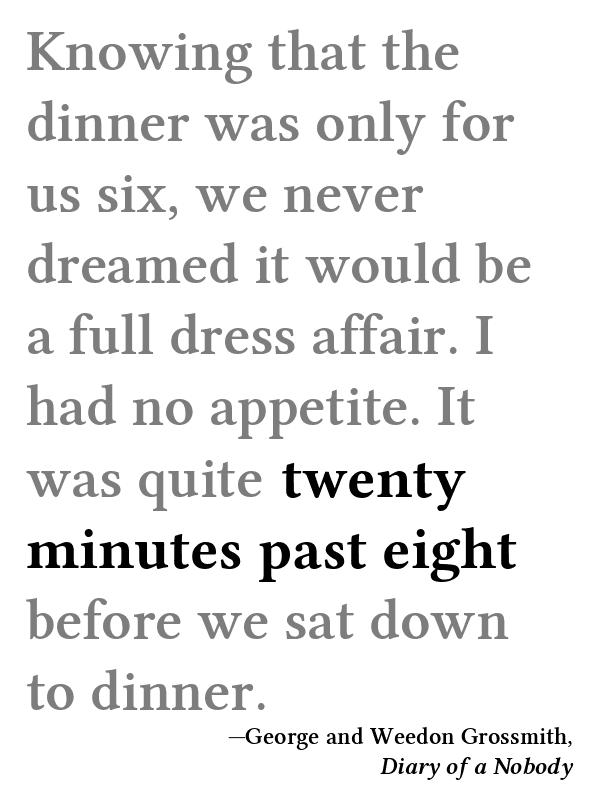 Knowing that the
dinner was only for
us six, we never
dreamed it would be
a full dress affair. I
had no appetite. It
was quite twenty
minutes past eight
before we sat down
to dinner.
—George and Weedon Grossmith,
Diary of a Nobody